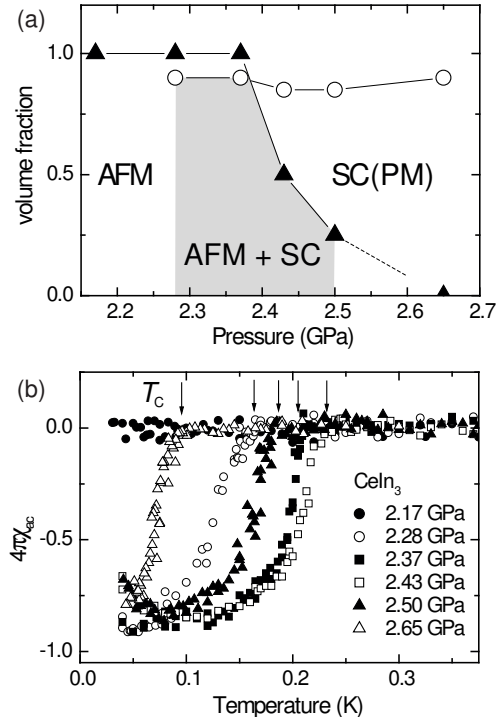 (a)
1.0
0.5
0.0
volume fraction
AFM
SC(PM)
AFM + SC
2.2 2.3 2.4 2.5 2.6 2.7
Pressure (GPa)
(b)
T_C
0.0
-0.5
-1.0
4πχ_ac
CeIn_3
2.17 GPa
2.28 GPa
2.37 GPa
2.43 GPa
2.50 GPa
2.65 GPa
0.0 0.1 0.2 0.3
Temperature (K)